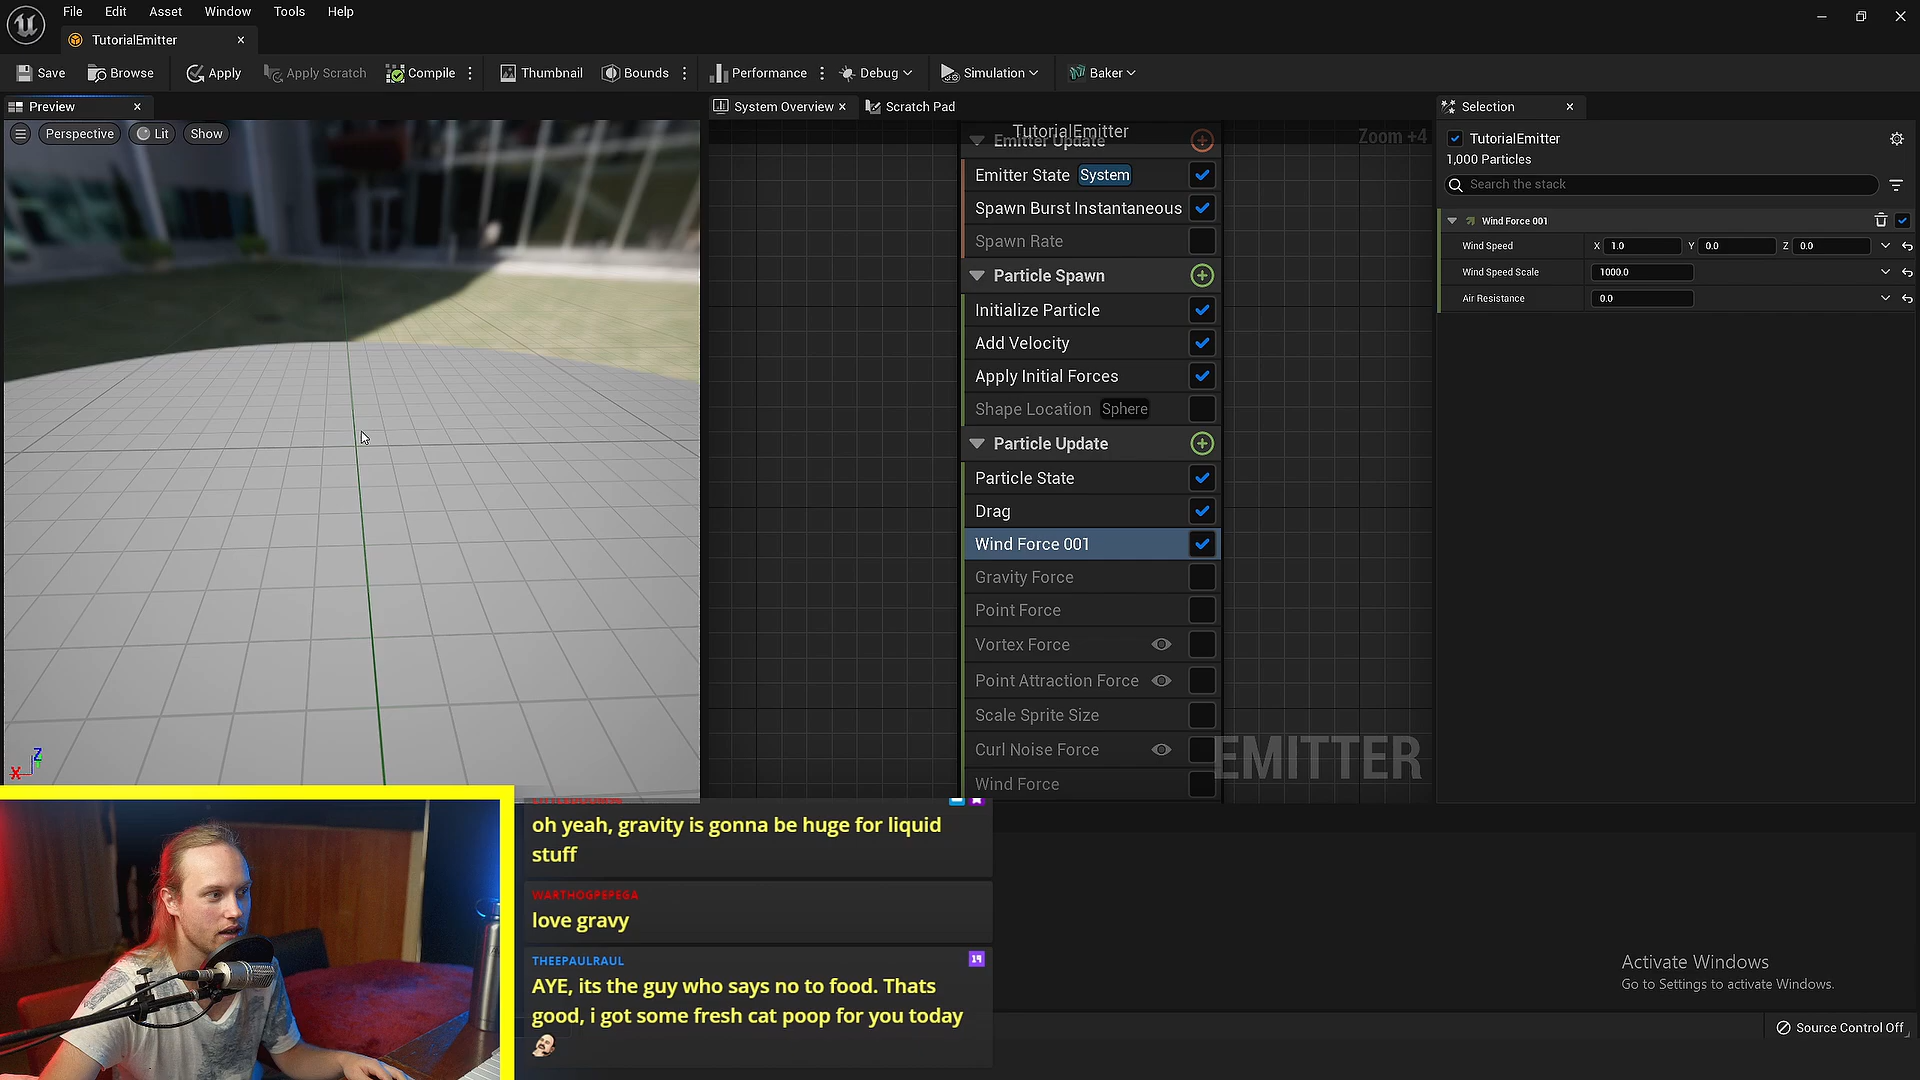 File Edit Asset Window Tools Help
TutorialEmitter
Save Browse Apply Apply Scratch Compile Thumbnail Bounds Performance Debug Simulation Baker
Preview
Perspective Lit Show
System Overview Scratch Pad
TutorialEmitter
Zoom +4
Emitter Update
Emitter State System
Spawn Burst Instantaneous
Spawn Rate
Particle Spawn
Initialize Particle
Add Velocity
Apply Initial Forces
Shape Location Sphere
Particle Update
Particle State
Drag
Wind Force 001
Gravity Force
Point Force
Vortex Force
Point Attraction Force
Scale Sprite Size
Curl Noise Force
Wind Force
EMITTER
Selection
TutorialEmitter
1,000 Particles
Search the stack
Wind Force 001
Wind Speed X 1.0 Y 0.0 Z 0.0
Wind Speed Scale 1000.0
Air Resistance 0.0
Z
X
oh yeah, gravity is gonna be huge for liquid
stuff
WARTHOGPEPEGA
love gravy
THEEPAULRAUL 19
AYE, its the guy who says no to food. Thats
good, i got some fresh cat poop for you today
Activate Windows
Go to Settings to activate Windows.
Source Control Off